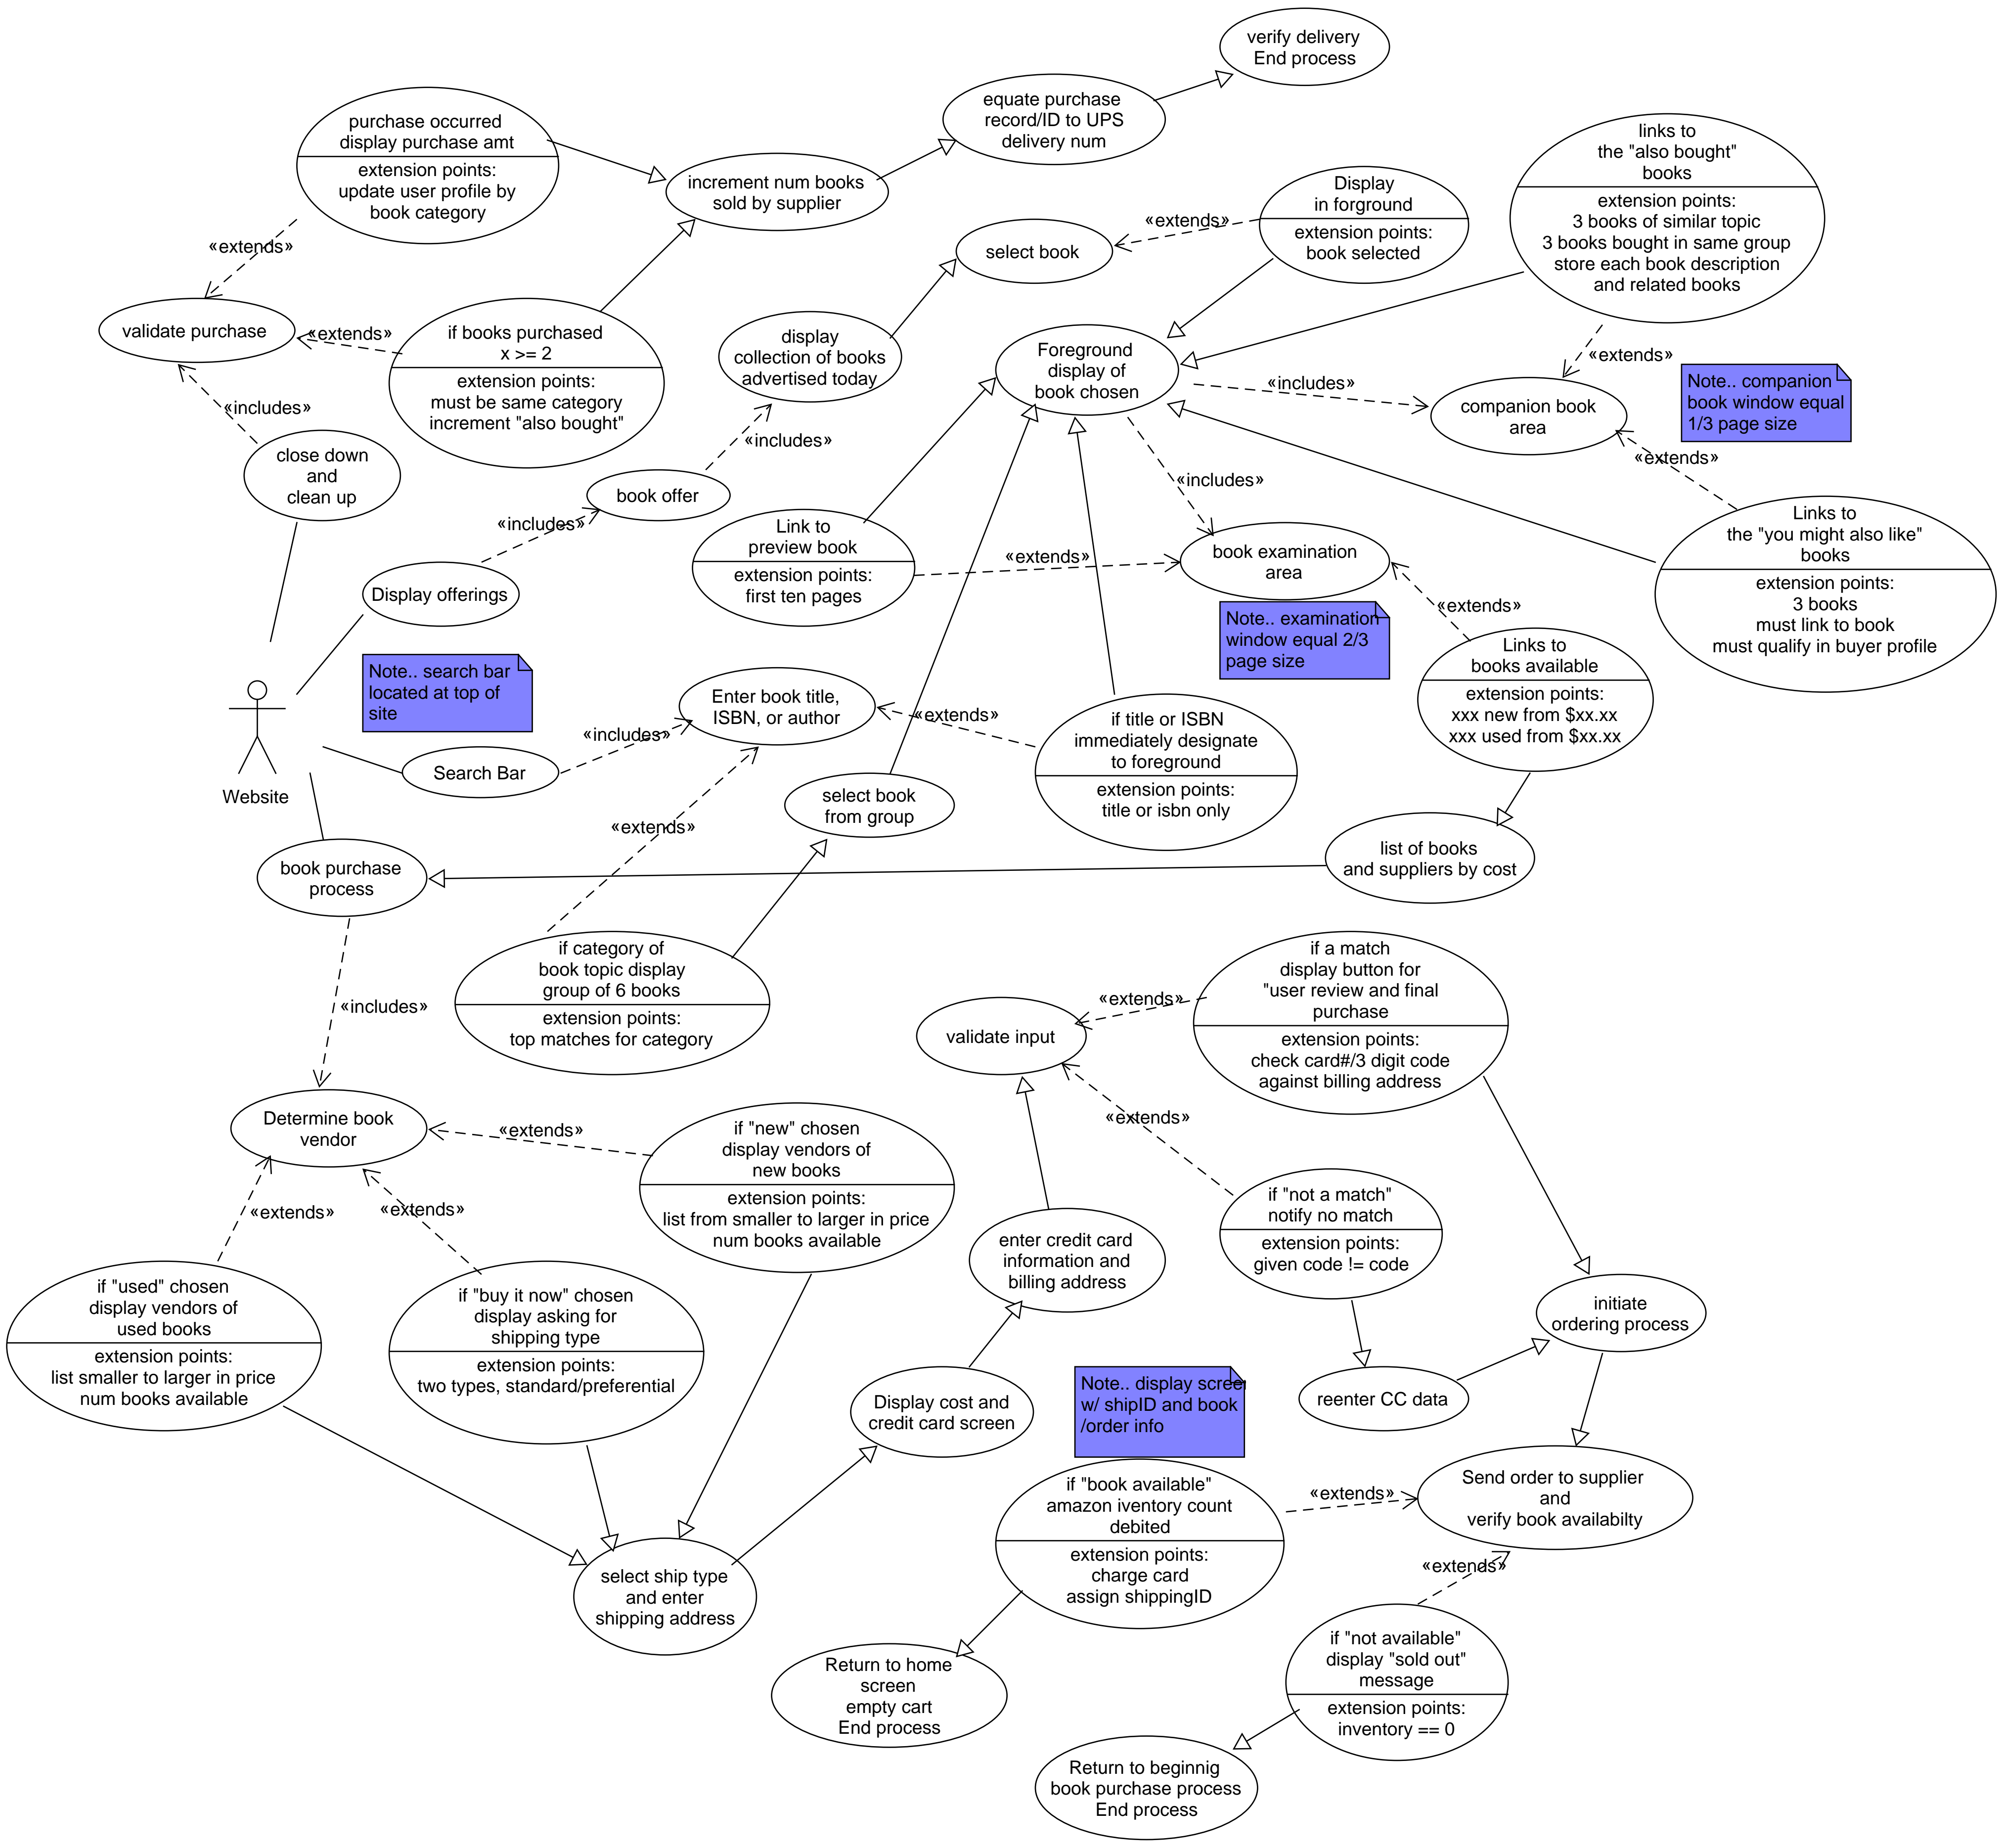 verify delivery
End process
equate purchase
record/ID to UPS
delivery num
purchase occurred
display purchase amt
extension points:
update user profile by
book category
increment num books
sold by supplier
links to
the "also bought"
books
extension points:
3 books of similar topic
3 books bought in same group
store each book description
and related books
Display
in forground
extension points:
book selected
«extends»
select book
«extends»
validate purchase
«extends»
if books purchased
x >= 2
extension points:
must be same category
increment "also bought"
display
collection of books
advertised today
Foreground
display of
book chosen
«includes»
«extends»
companion book
area
Note.. companion
book window equal
1/3 page size
«includes»
close down
and
clean up
«includes»
book offer
«includes»
«includes»
«extends»
Link to
preview book
extension points:
first ten pages
«extends»
book examination
area
Links to
the "you might also like"
books
extension points:
3 books
must link to book
must qualify in buyer profile
Display offerings
Note.. examination
window equal 2/3
page size
«extends»
Links to
books available
extension points:
xxx new from $xx.xx
xxx used from $xx.xx
Note.. search bar
located at top of
site
Enter book title,
ISBN, or author
«extends»
if title or ISBN
immediately designate
to foreground
extension points:
title or isbn only
Website
Search Bar
«includes»
select book
from group
«extends»
list of books
and suppliers by cost
book purchase
process
«includes»
if category of
book topic display
group of 6 books
extension points:
top matches for category
validate input
«extends»
if a match
display button for
"user review and final
purchase
extension points:
check card#/3 digit code
against billing address
Determine book
vendor
«extends»
if "new" chosen
display vendors of
new books
extension points:
list from smaller to larger in price
num books available
«extends»
«extends»
«extends»
enter credit card
information and
billing address
if "not a match"
notify no match
extension points:
given code != code
if "used" chosen
display vendors of
used books
extension points:
list smaller to larger in price
num books available
if "buy it now" chosen
display asking for
shipping type
extension points:
two types, standard/preferential
initiate
ordering process
Display cost and
credit card screen
Note.. display screen
w/ shipID and book
/order info
reenter CC data
if "book available"
amazon iventory count
debited
extension points:
charge card
assign shippingID
«extends»
Send order to supplier
and
verify book availabilty
«extends»
select ship type
and enter
shipping address
Return to home
screen
empty cart
End process
if "not available"
display "sold out"
message
extension points:
inventory == 0
Return to beginnig
book purchase process
End process